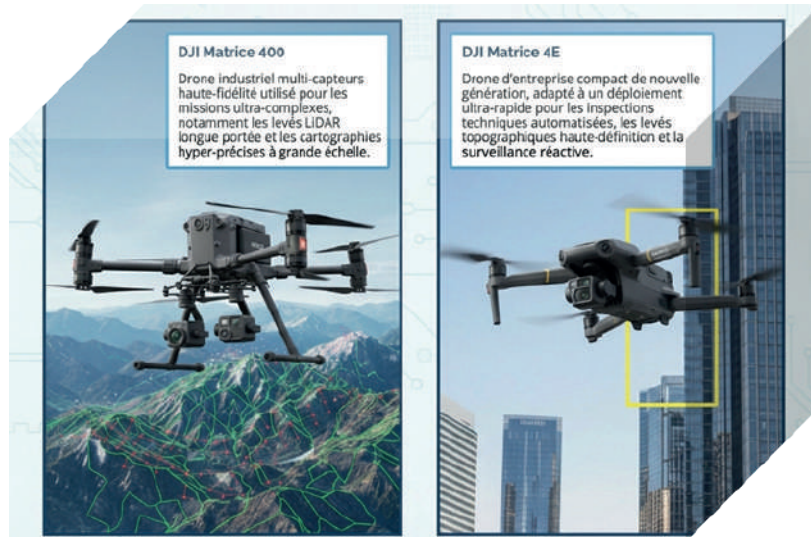 DJI Matrice 400
Drone industriel multi-capteurs
haute-fidélité utilisé pour les
missions ultra-complexes,
notamment les levés LiDAR
longue portée et les cartographies
hyper-précises à grande échelle.
DJI Matrice 4E
Drone d'entreprise compact de nouvelle
génération, adapté à un déploiement
ultra-rapide pour les inspections
techniques automatisées, les levés
topographiques haute-définition et la
surveillance réactive.